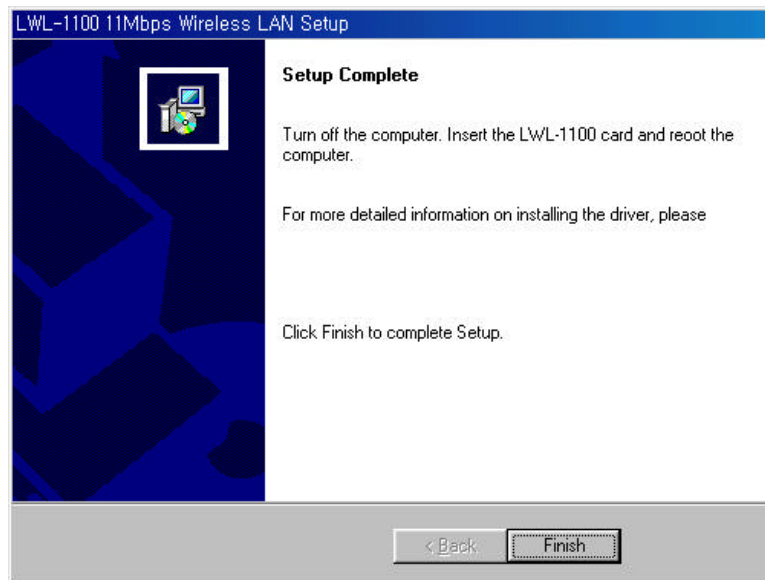 LWL-1100 11Mbps Wireless LAN Setup
Setup Complete
Turn off the computer. Insert the LWL-1100 card and reoot the
computer.
For more detailed information on installing the driver, please
Click Finish to complete Setup.
< Back
Finish